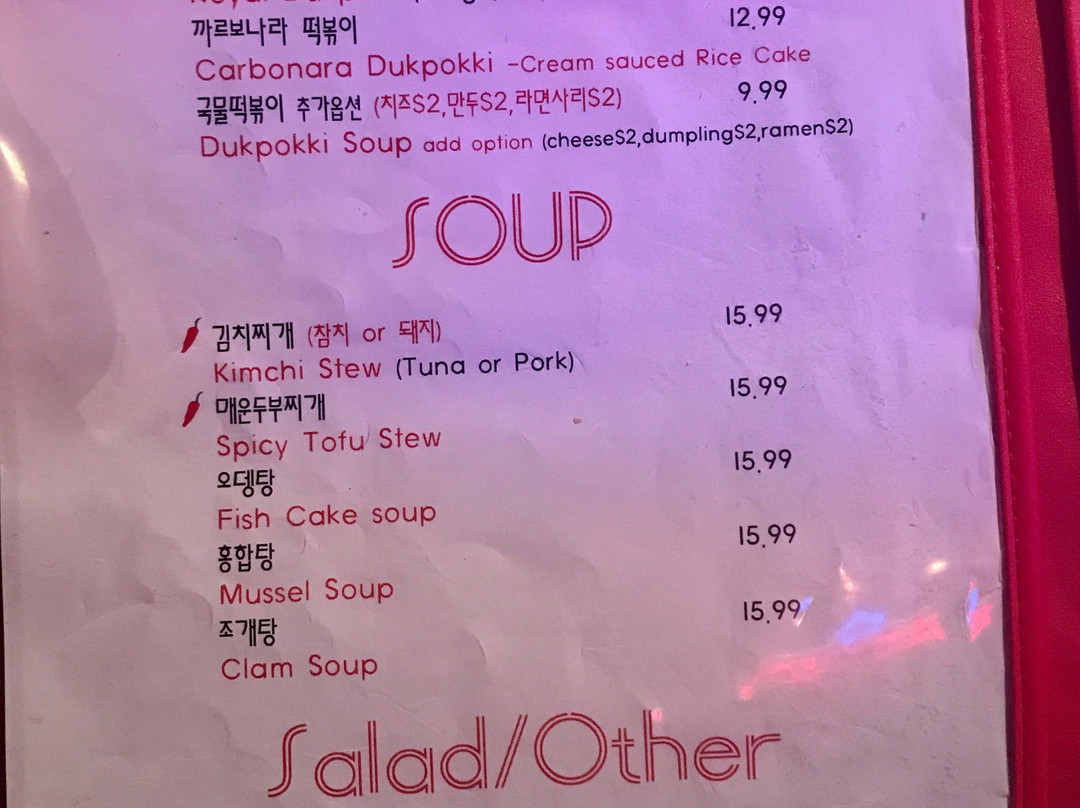 까르보나라 떡볶이 12.99
Carbonara Dukpokki -Cream sauced Rice Cake
국물떡볶이 추가옵션 (치즈$2,만두$2,라면사리$2) 9.99
Dukpokki Soup add option (cheese$2,dumpling$2,ramen$2)
SOUP
김치찌개 (참치 or 돼지) 15.99
Kimchi Stew (Tuna or Pork)
매운두부찌개 15.99
Spicy Tofu Stew
오뎅탕 15.99
Fish Cake soup
홍합탕 15.99
Mussel Soup
조개탕 15.99
Clam Soup
Salad/Other